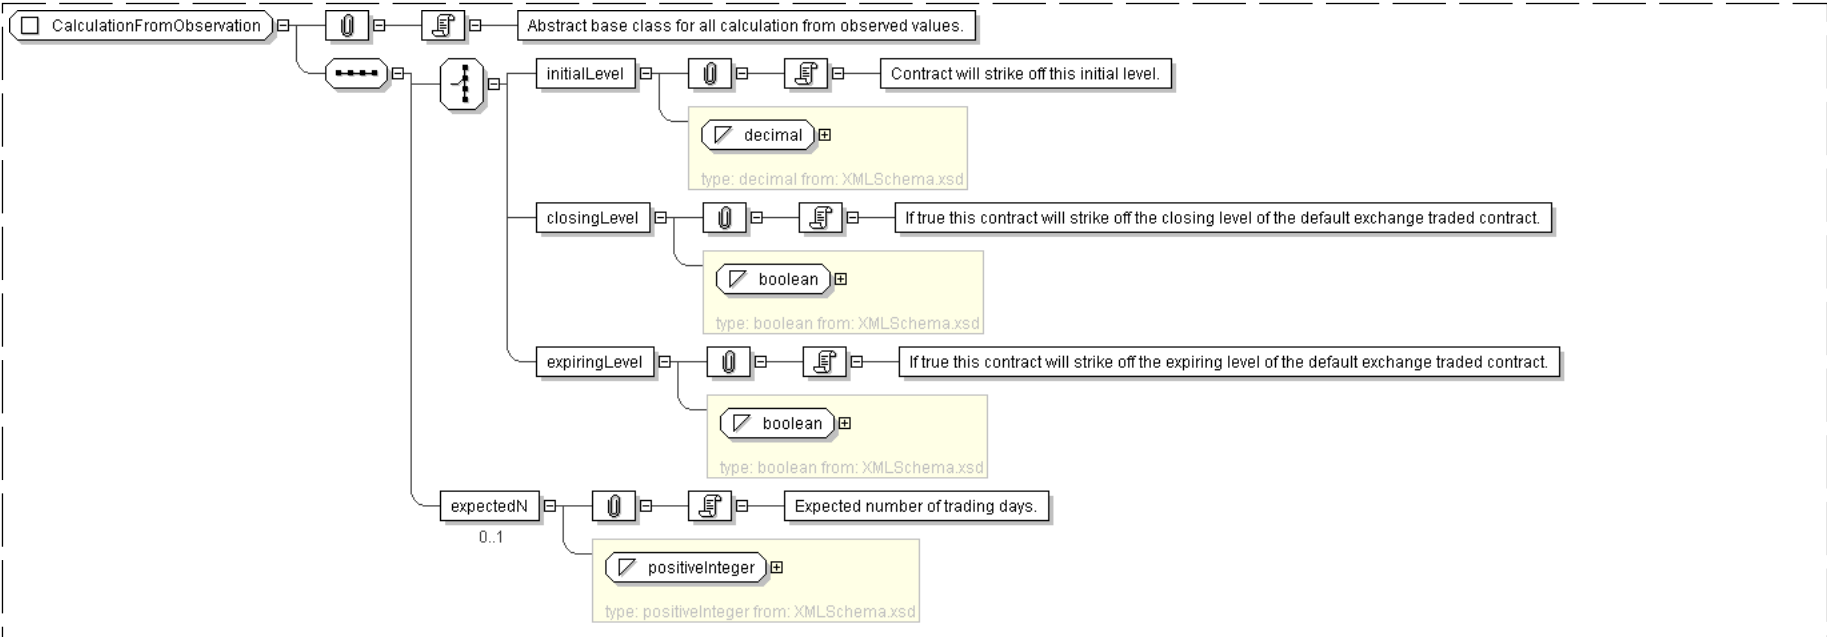 CalculationFromObservation
Abstract base class for all calculation from observed values.
initialLevel
Contract will strike off this initial level.
decimal
type: decimal from: XMLSchema.xsd
closingLevel
If true this contract will strike off the closing level of the default exchange traded contract.
boolean
type: boolean from: XMLSchema.xsd
expiringLevel
If true this contract will strike off the expiring level of the default exchange traded contract.
boolean
type: boolean from: XMLSchema.xsd
expectedN
Expected number of trading days.
0..1
positiveInteger
type: positiveInteger from: XMLSchema.xsd